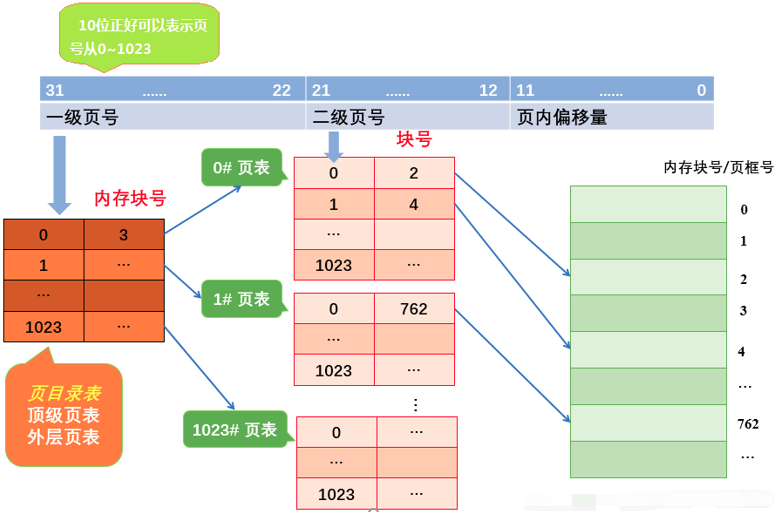 10位正好可以表示页
号从0~1023
31 ...... 22 21 ...... 12 11 ...... 0
一级页号 二级页号 页内偏移量
块号
内存块号/页框号
0# 页表
内存块号
0 2
1 4
...
1023 ...
0 3
1 ...
...
1023 ...
1# 页表
0 762
...
1023 ...
⋮
页目录表
顶级页表
外层页表
1023# 页表
0 ...
...
1023 ...
0
1
2
3
4
...
762
...